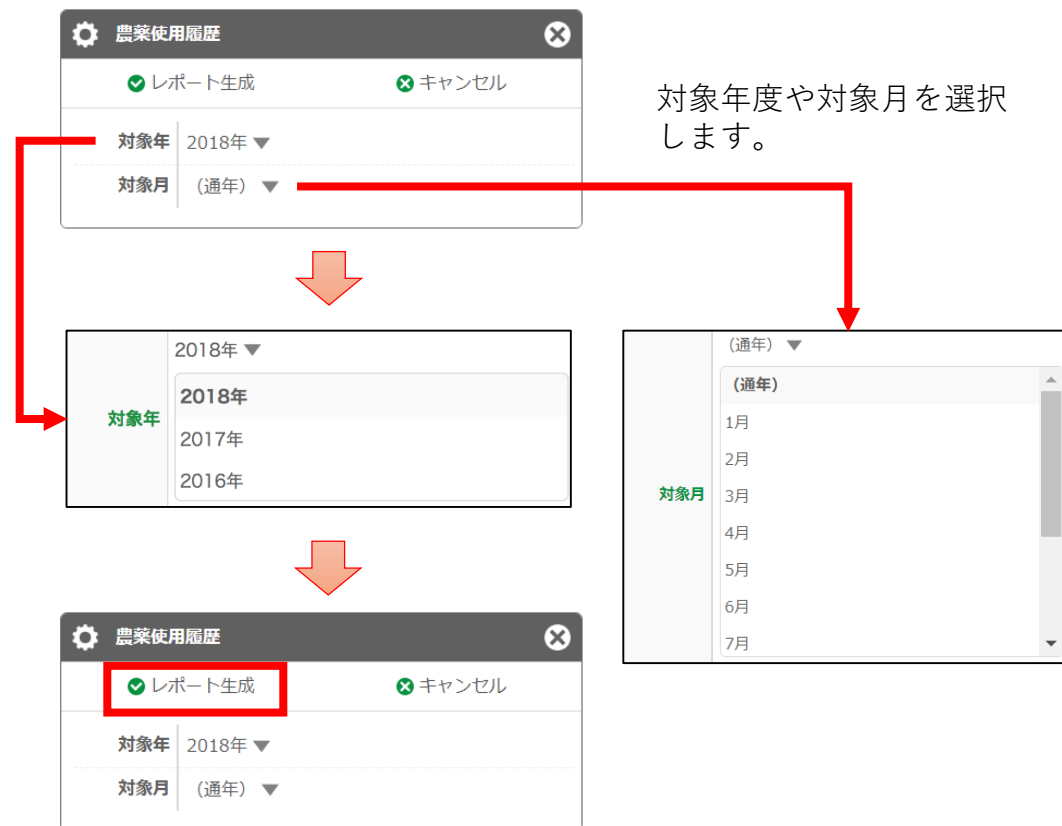 農薬使用履歴
レポート生成 キャンセル
対象年 2018年
対象月 （通年）
対象年度や対象月を選択
します。
2018年
対象年
2018年
2017年
2016年
（通年）
対象月
（通年）
1月
2月
3月
4月
5月
6月
7月
農薬使用履歴
レポート生成 キャンセル
対象年 2018年
対象月 （通年）